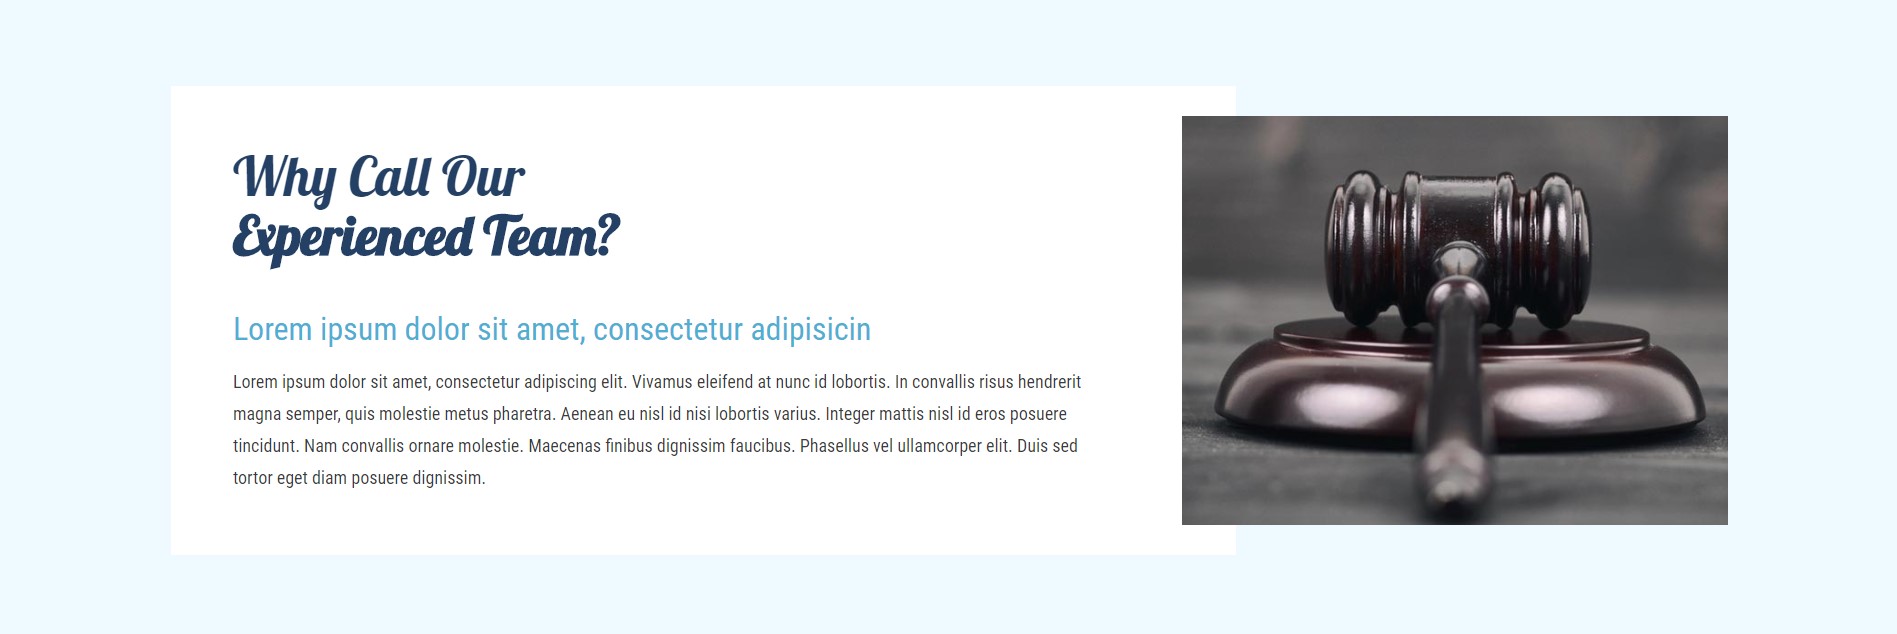 Why Call Our
Experienced Team?
Lorem ipsum dolor sit amet, consectetur adipisicin
Lorem ipsum dolor sit amet, consectetur adipiscing elit. Vivamus eleifend at nunc id lobortis. In convallis risus hendrerit
magna semper, quis molestie metus pharetra. Aenean eu nisl id nisi lobortis varius. Integer mattis nisl id eros posuere
tincidunt. Nam convallis ornare molestie. Maecenas finibus dignissim faucibus. Phasellus vel ullamcorper elit. Duis sed
tortor eget diam posuere dignissim.